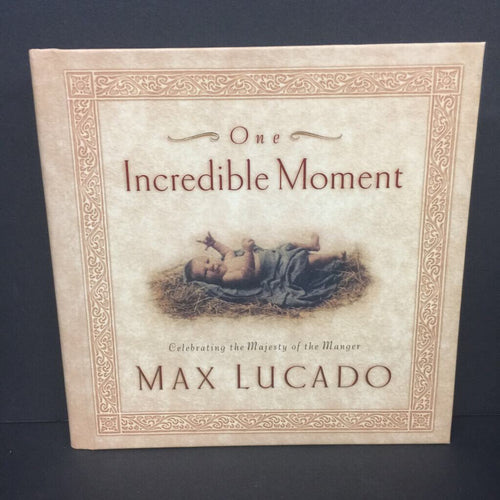 One
Incredible Moment
Celebrating the Majesty of the Manger
MAX LUCADO